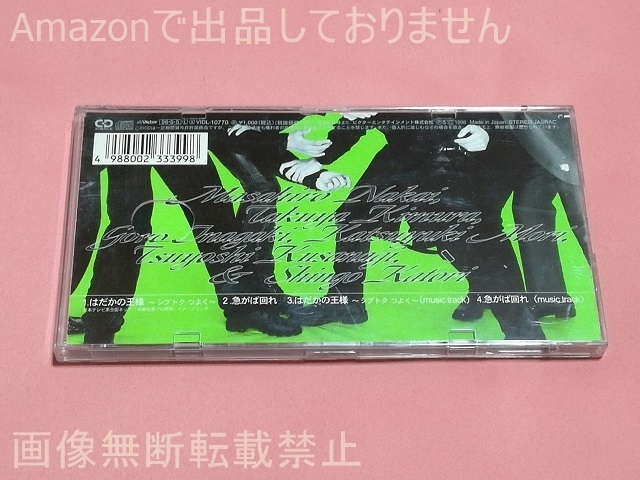 Amazonで出品しておりません
CD
Victor
VIDL-10770
¥1,000(税込)
ビクターエンタテインメント株式会社
1996 Made in Japan STEREO JASRAC
4 988002 333998
Masahiro Nakai,
Takuya Kimura,
Goro Inagaki, Katsuyuki Mori,
Tsuyoshi Kusanagi,
& Shingo Katori
1.はだかの王様 ～シブトク つよく～ 2.急がば回れ 3.はだかの王様 ～シブトク つよく～(music track) 4.急がば回れ (music track)
画像無断転載禁止